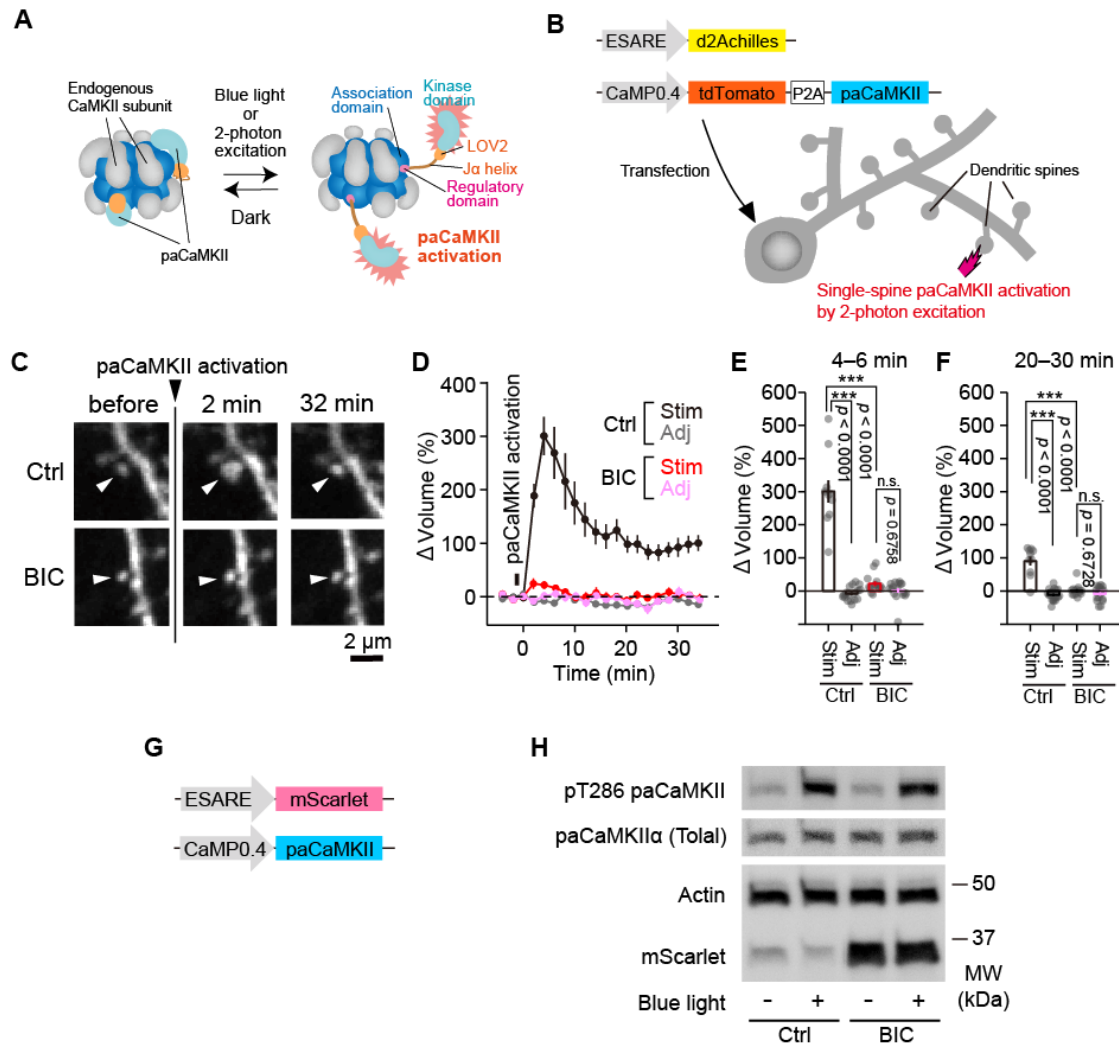 A
Endogenous
CaMKII subunit
Blue light
or
2-photon
excitation
Dark
paCaMKII
Association
domain
Kinase
domain
LOV2
Jα helix
Regulatory
domain
paCaMKII
activation
B
ESARE
d2Achilles
CaMP0.4
tdTomato
P2A
paCaMKII
Transfection
Dendritic spines
Single-spine paCaMKII activation
by 2-photon excitation
C
paCaMKII activation
before
2 min
32 min
Ctrl
BIC
2 μm
D
Δ Volume (%)
400
300
200
100
0
paCaMKII activation
Ctrl
Stim
Adj
BIC
Stim
Adj
0
10
20
30
Time (min)
E
4–6 min
Δ Volume (%)
600
500
400
300
200
100
0
***
***
p < 0.0001
p < 0.0001
n.s.
p = 0.6758
Stim
Adj
Stim
Adj
Ctrl
BIC
F
20–30 min
Δ Volume (%)
600
500
400
300
200
100
0
***
***
p < 0.0001
p < 0.0001
n.s.
p = 0.6728
Stim
Adj
Stim
Adj
Ctrl
BIC
G
ESARE
mScarlet
CaMP0.4
paCaMKII
H
pT286 paCaMKII
paCaMKIIα (Tolal)
Actin
mScarlet
50
37
MW
(kDa)
Blue light
- + - +
Ctrl
BIC